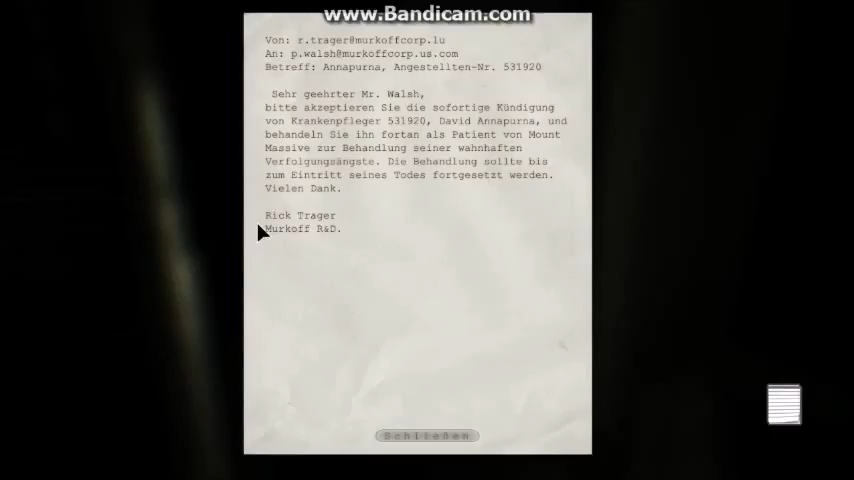 www.Bandicam.com
Von: r.trager@murkoffcorp.lu
An: p.walsh@murkoffcorp.us.com
Betreff: Annapurna, Angestellten-Nr. 531920
Sehr geehrter Mr. Walsh,
bitte akzeptieren Sie die sofortige Kündigung
von Krankenpfleger 531920, David Annapurna, und
behandeln Sie ihn fortan als Patient von Mount
Massive zur Behandlung seiner wahnhaften
Verfolgungsängste. Die Behandlung sollte bis
zum Eintritt seines Todes fortgesetzt werden.
Vielen Dank.
Rick Trager
Murkoff R&D.
Schließen